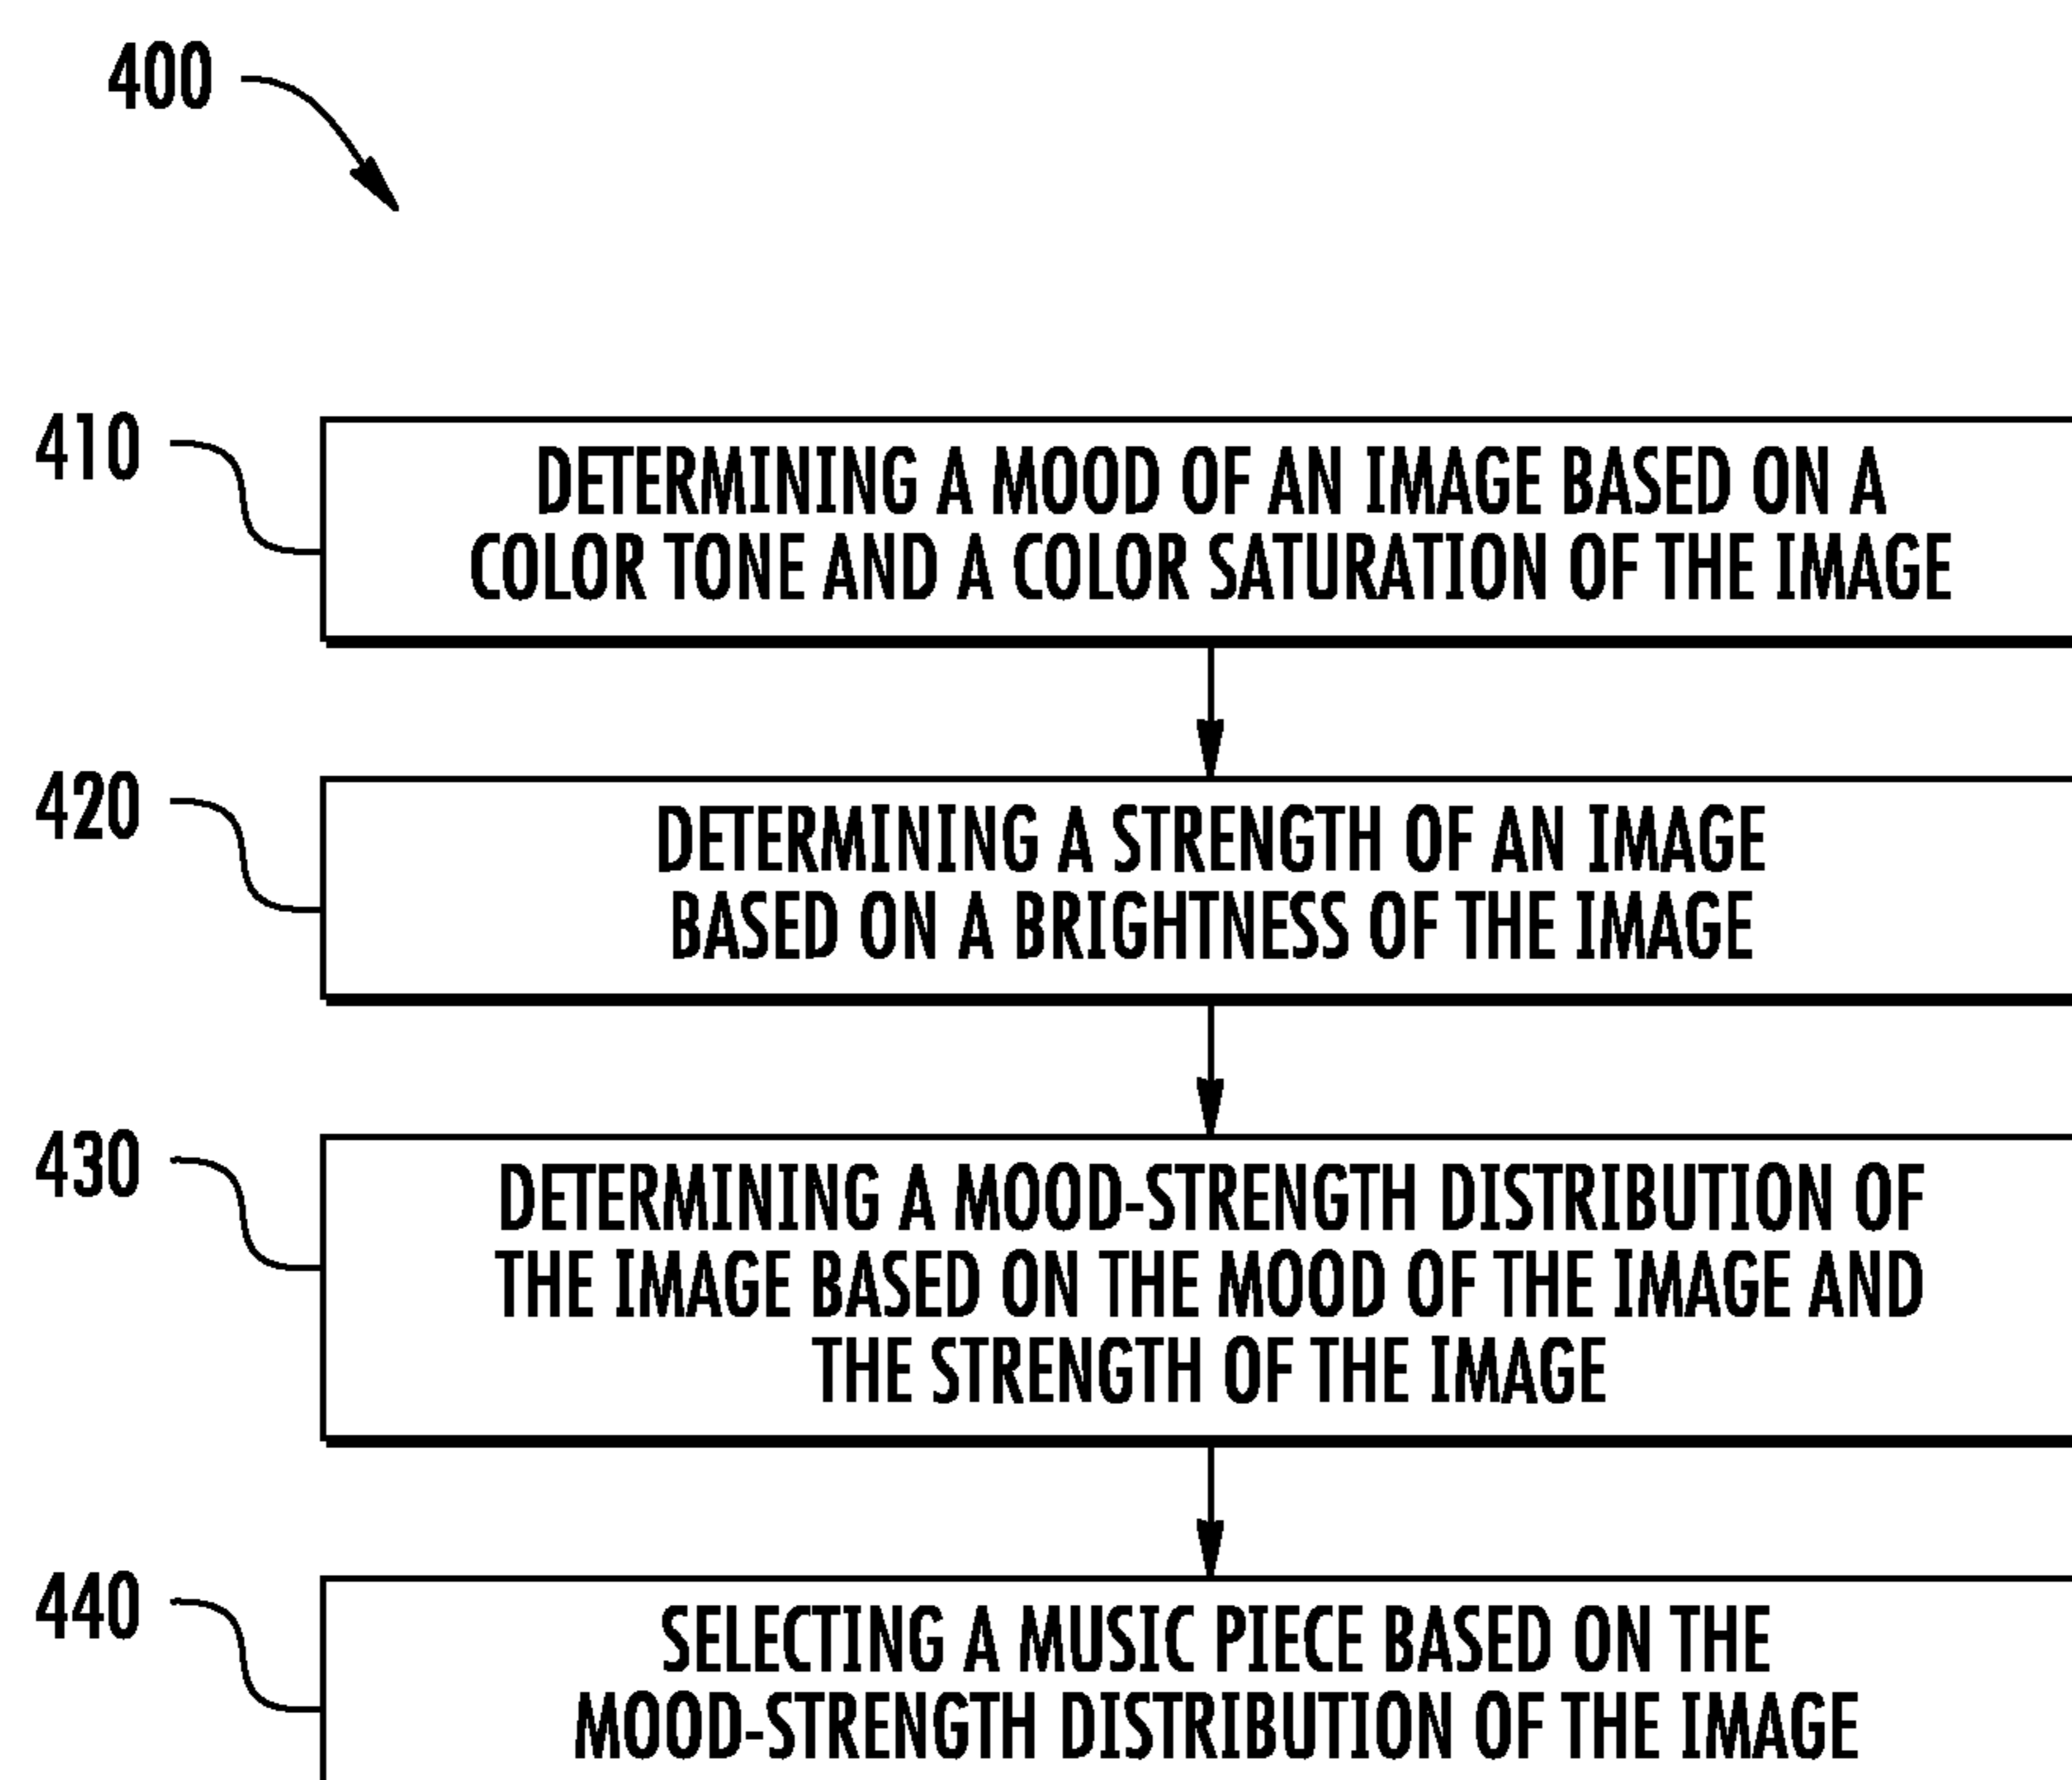 400
410
DETERMINING A MOOD OF AN IMAGE BASED ON A
COLOR TONE AND A COLOR SATURATION OF THE IMAGE
420
DETERMINING A STRENGTH OF AN IMAGE
BASED ON A BRIGHTNESS OF THE IMAGE
430
DETERMINING A MOOD-STRENGTH DISTRIBUTION OF
THE IMAGE BASED ON THE MOOD OF THE IMAGE AND
THE STRENGTH OF THE IMAGE
440
SELECTING A MUSIC PIECE BASED ON THE
MOOD-STRENGTH DISTRIBUTION OF THE IMAGE